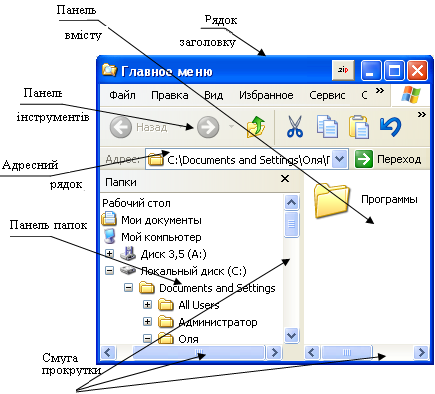 Панель
вмісту
Рядок
заголовку
Главное меню
.zip
Файл Правка Вид Избранное Сервис С »
Панель
інструментів
Назад
»
Адресний
рядок
Адрес: C:\Documents and Settings\Оля\Г
Переход
Папки
Рабочий стол
Мои документы
Мой компьютер
Диск 3,5 (A:)
Локальный диск (C:)
Documents and Settings
All Users
Администратор
Оля
Программы
Панель папок
Смуга
прокрутки